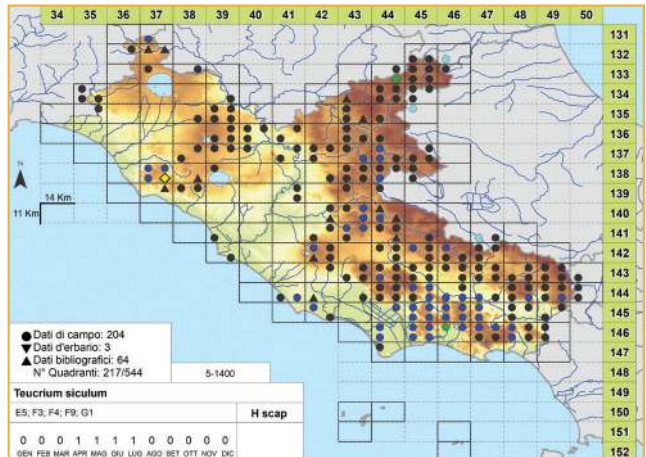 34 35 36 37 38 39 40 41 42 43 44 45 46 47 48 49 50
131
132
133
134
135
136
137
138
139
140
141
142
143
144
145
146
147
148
149
150
151
152
N
14 Km
11 Km
Dati di campo: 204
Dati d'erbario: 3
Dati bibliografici: 64
N° Quadranti: 217/544
5-1400
Teucrium siculum
E5; F3; F4; F9; G1
H scap
0 0 0 1 1 1 1 0 0 0 0 0
GEN FEB MAR APR MAG GIU LUG AGO SET OTT NOV DIC